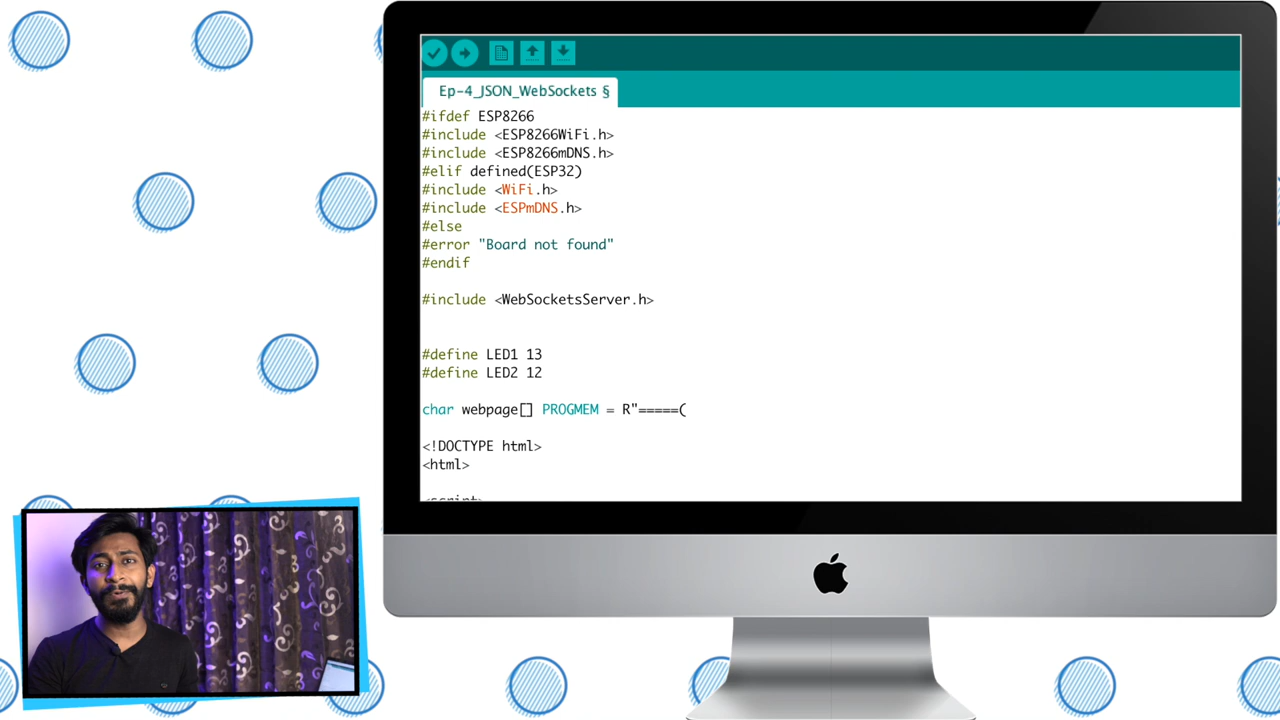 Ep-4_JSON_WebSockets §
#ifdef ESP8266
#include <ESP8266WiFi.h>
#include <ESP8266mDNS.h>
#elif defined(ESP32)
#include <WiFi.h>
#include <ESPmDNS.h>
#else
#error "Board not found"
#endif
#include <WebSocketsServer.h>
#define LED1 13
#define LED2 12
char webpage[] PROGMEM = R"=====(
<!DOCTYPE html>
<html>
<script>